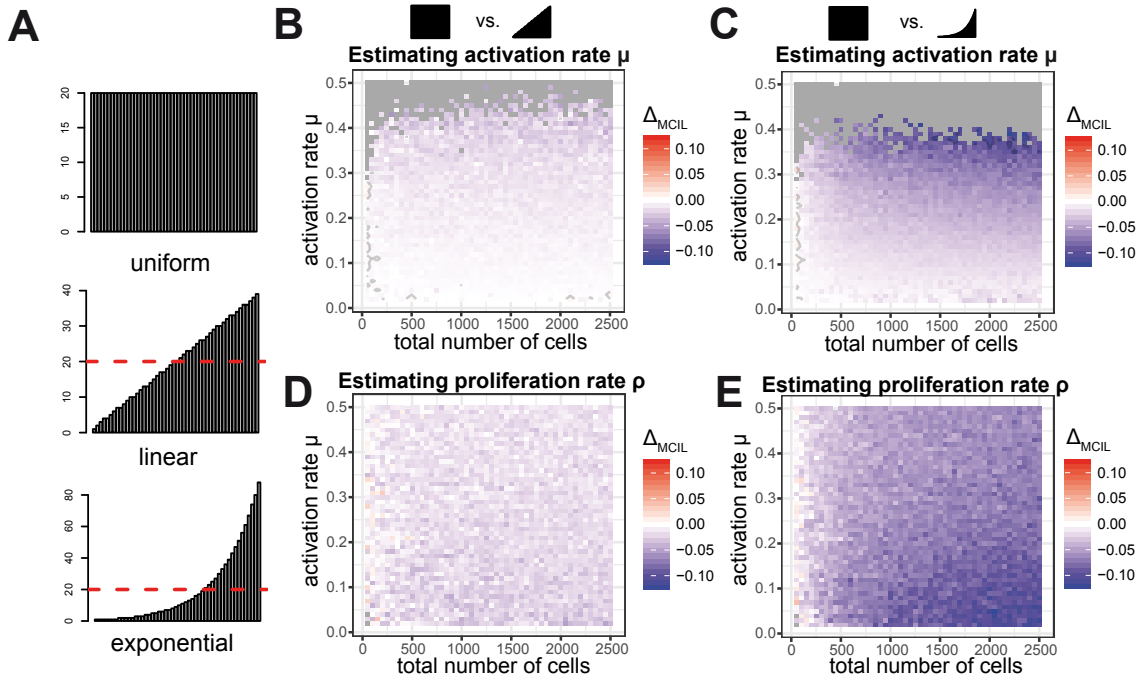 A
20
15
10
5
0
uniform
40
30
20
10
0
linear
80
60
40
20
0
exponential
B
vs.
Estimating activation rate μ
activation rate μ
0.5
0.4
0.3
0.2
0.1
0.0
0 500 1000 1500 2000 2500
total number of cells
Δ MCIL
0.10
0.05
0.00
−0.05
−0.10
C
vs.
Estimating activation rate μ
activation rate μ
0.5
0.4
0.3
0.2
0.1
0.0
0 500 1000 1500 2000 2500
total number of cells
Δ MCIL
0.10
0.05
0.00
−0.05
−0.10
D
Estimating proliferation rate ρ
activation rate μ
0.5
0.4
0.3
0.2
0.1
0.0
0 500 1000 1500 2000 2500
total number of cells
Δ MCIL
0.10
0.05
0.00
−0.05
−0.10
E
Estimating proliferation rate ρ
activation rate μ
0.5
0.4
0.3
0.2
0.1
0.0
0 500 1000 1500 2000 2500
total number of cells
Δ MCIL
0.10
0.05
0.00
−0.05
−0.10